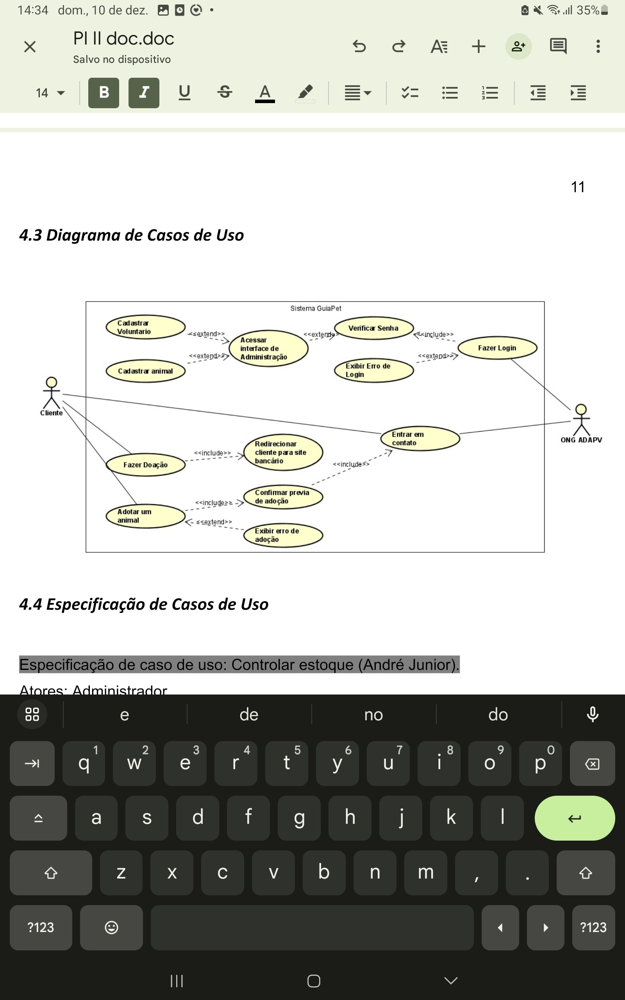 14:34 dom., 10 de dez.
35%
PI II doc.doc
Salvo no dispositivo
14 B I U S A
11
4.3 Diagrama de Casos de Uso
Sistema GuiaPet
Cadastrar
Voluntario
<<extend>>
Acessar
interface de
Administração
<<extend>>
Verificar Senha
<<include>>
Fazer Login
Cadastrar animal
<<extend>>
Exibir Erro de
Login
<<extend>>
Cliente
ONG ADAPV
Entrar em
contato
Fazer Doação
<<include>>
Redirecionar
cliente para site
bancário
<<include>>
Adotar um
animal
<<include>>
Confirmar previa
de adoção
<<extend>>
Exibir erro de
adoção
4.4 Especificação de Casos de Uso
Especificação de caso de uso: Controlar estoque (André Junior).
Atores: Administrador
e de no do
q 1 w 2 e 3 r 4 t 5 y 6 u 7 i 8 o 9 p 0
a s d f g h j k l
z x c v b n m , .
?123 ?123